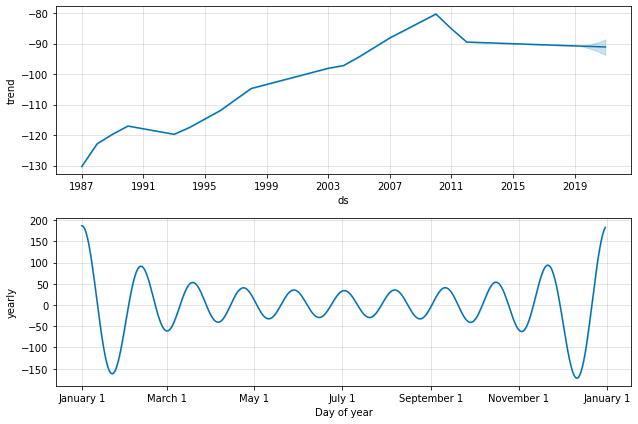 −80
−90
−100
−110
−120
−130
trend
1987 1991 1995 1999 2003 2007 2011 2015 2019
ds
200
150
100
50
0
−50
−100
−150
yearly
January 1 March 1 May 1 July 1 September 1 November 1 January 1
Day of year